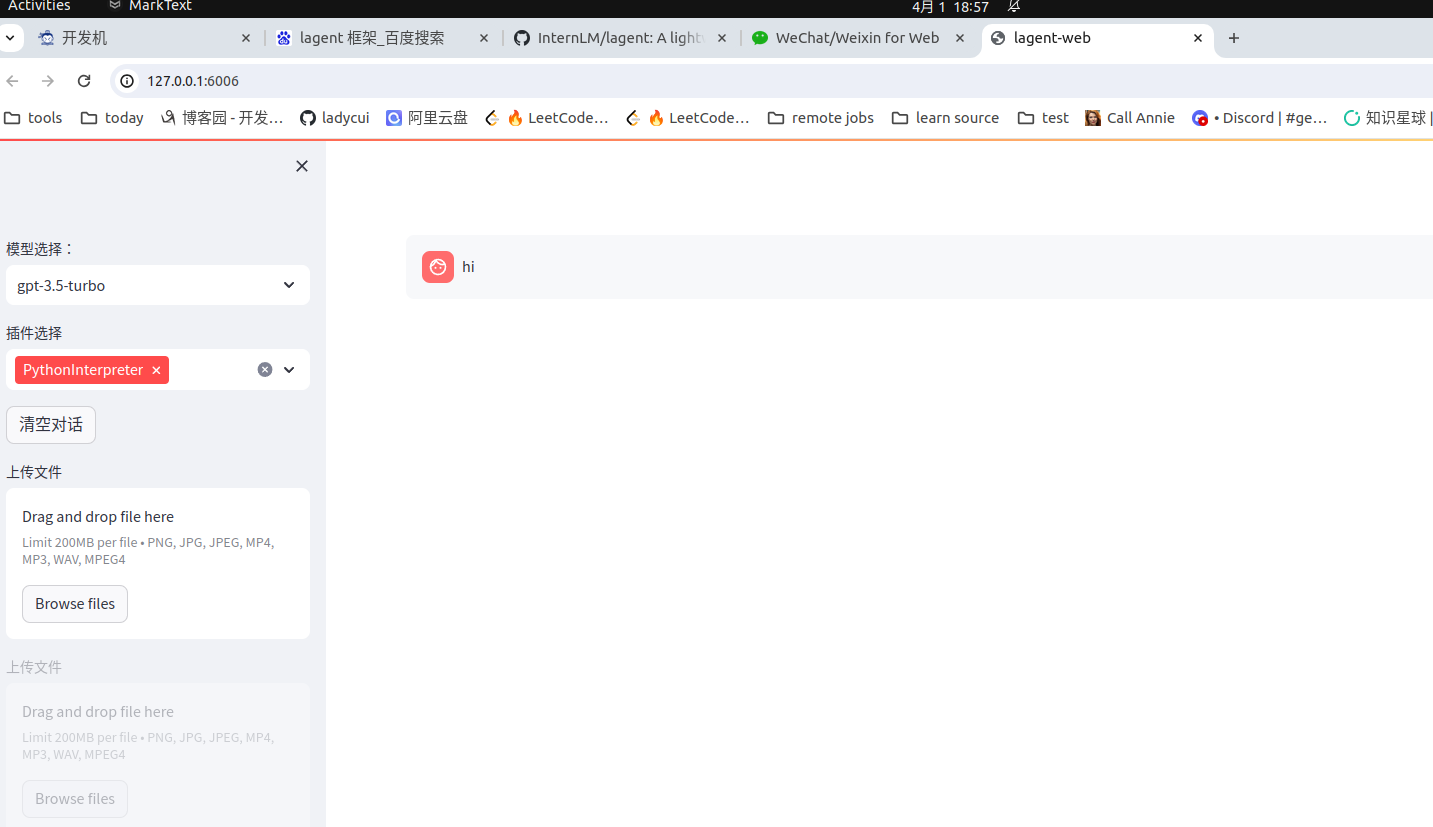 Activities MarkText 4月 1 18:57
开发机 lagent 框架_百度搜索 InternLM/lagent: A light WeChat/Weixin for Web lagent-web
127.0.0.1:6006
tools today 博客园 - 开发… ladycui 阿里云盘 LeetCode… LeetCode… remote jobs learn source test Call Annie • Discord | #ge… 知识星球 |
模型选择：
gpt-3.5-turbo
hi
插件选择
PythonInterpreter
清空对话
上传文件
Drag and drop file here
Limit 200MB per file • PNG, JPG, JPEG, MP4,
MP3, WAV, MPEG4
Browse files
上传文件
Drag and drop file here
Limit 200MB per file • PNG, JPG, JPEG, MP4,
MP3, WAV, MPEG4
Browse files